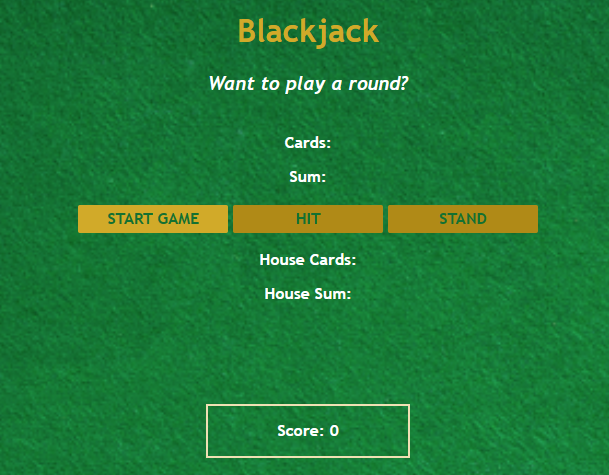 Blackjack
Want to play a round?
Cards:
Sum:
START GAME HIT STAND
House Cards:
House Sum:
Score: 0